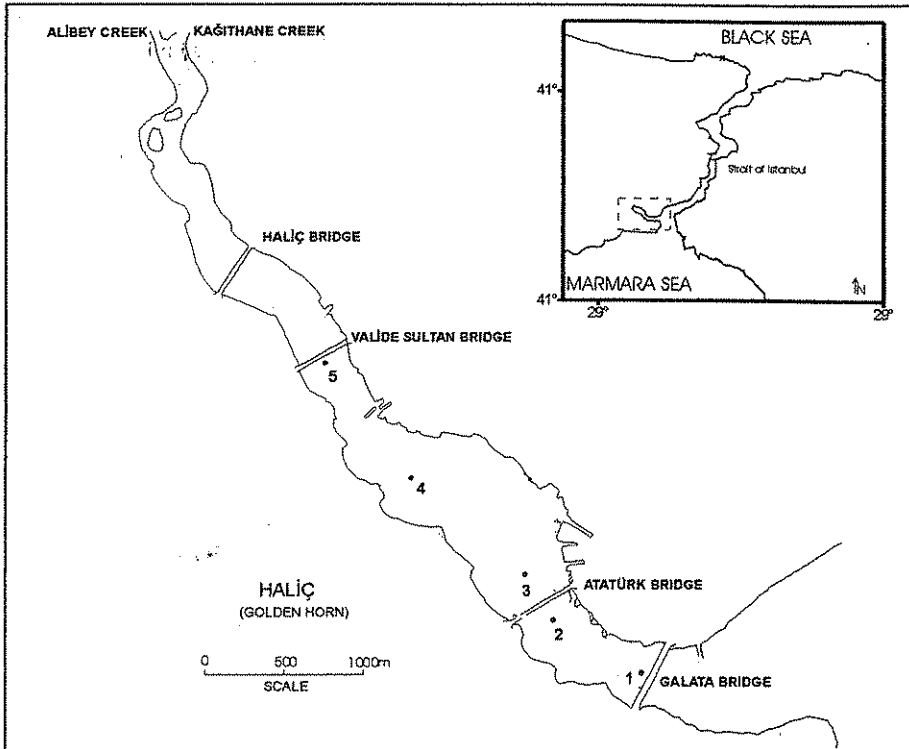 ALİBEY CREEK
KAĞITHANE CREEK
BLACK SEA
41°
Strait of Istanbul
MARMARA SEA
N
41°
29°
29°
HALİÇ BRIDGE
VALİDE SULTAN BRIDGE
5
4
3
ATATÜRK BRIDGE
2
1
GALATA BRIDGE
HALİÇ
(GOLDEN HORN)
0 500 1000m
SCALE